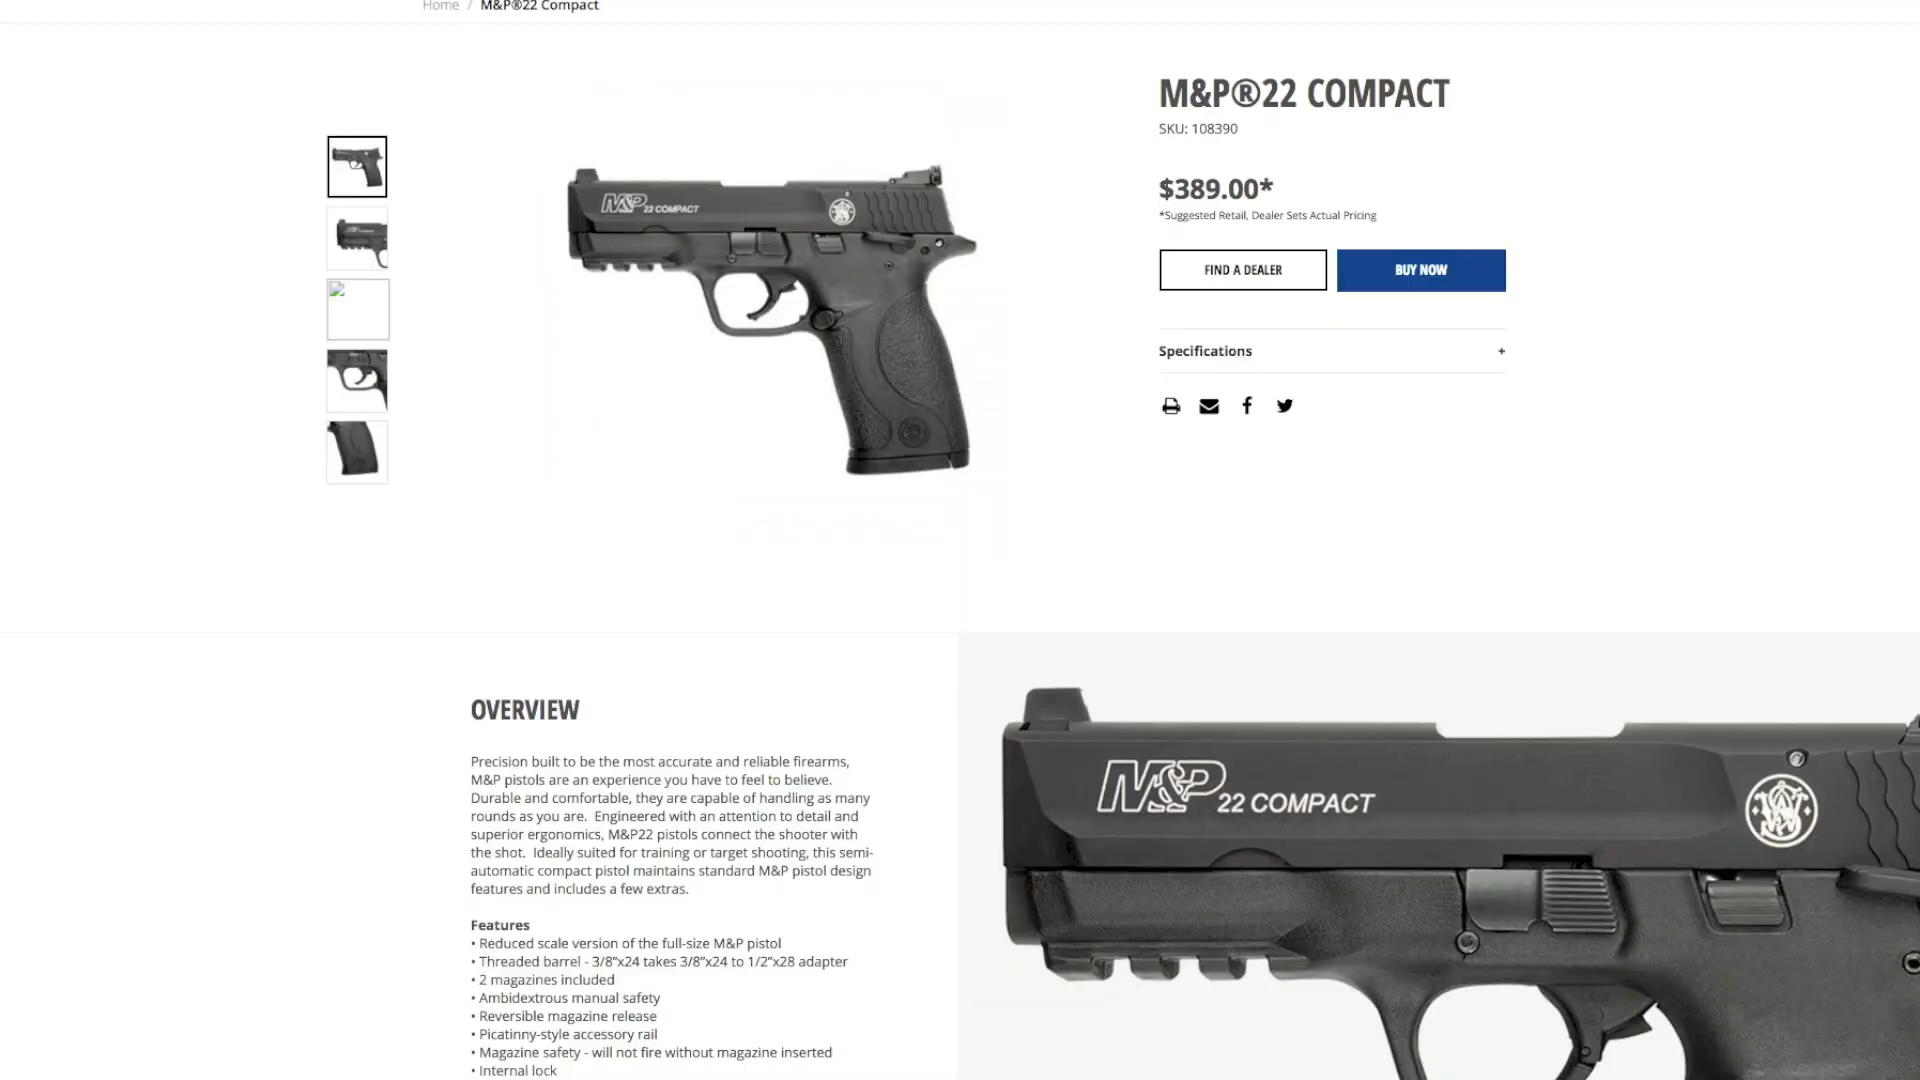 Home / M&P®22 Compact
M&P®22 COMPACT
SKU: 108390
$389.00*
*Suggested Retail, Dealer Sets Actual Pricing
FIND A DEALER
BUY NOW
Specifications +
M&P 22 COMPACT
OVERVIEW
Precision built to be the most accurate and reliable firearms,
M&P pistols are an experience you have to feel to believe.
Durable and comfortable, they are capable of handling as many
rounds as you are.  Engineered with an attention to detail and
superior ergonomics, M&P22 pistols connect the shooter with
the shot.  Ideally suited for training or target shooting, this semi-
automatic compact pistol maintains standard M&P pistol design
features and includes a few extras.
Features
• Reduced scale version of the full-size M&P pistol
• Threaded barrel - 3/8”x24 takes 3/8”x24 to 1/2”x28 adapter
• 2 magazines included
• Ambidextrous manual safety
• Reversible magazine release
• Picatinny-style accessory rail
• Magazine safety - will not fire without magazine inserted
• Internal lock
M&P 22 COMPACT
SW